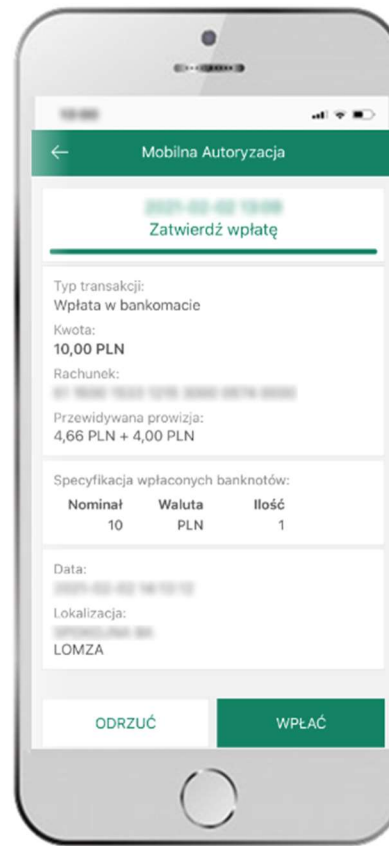 Mobilna Autoryzacja
Zatwierdź wpłatę
Typ transakcji:
Wpłata w bankomacie
Kwota:
10,00 PLN
Rachunek:
Przewidywana prowizja:
4,66 PLN + 4,00 PLN
Specyfikacja wpłaconych banknotów:
Nominał Waluta Ilość
10 PLN 1
Data:
Lokalizacja:
LOMZA
ODRZUĆ WPŁAĆ